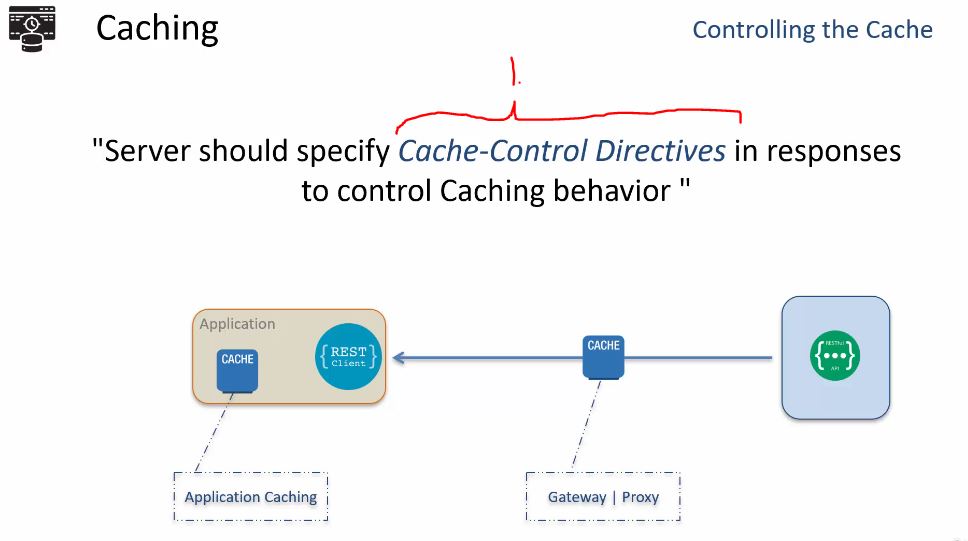 Caching
Controlling the Cache
"Server should specify Cache-Control Directives in responses
to control Caching behavior "
Application
CACHE
{REST}
Client
CACHE
RESTful
{•••}
API
Application Caching
Gateway | Proxy